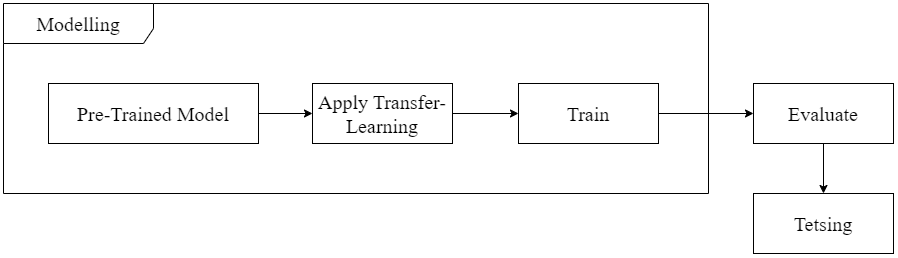 Modelling
Pre-Trained Model
Apply Transfer-
Learning
Train
Evaluate
Tetsing